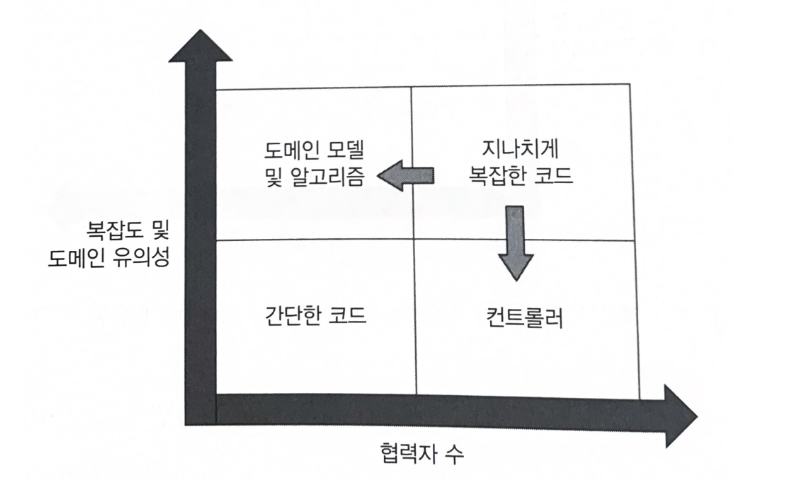 도메인 모델
및 알고리즘
지나치게
복잡한 코드
복잡도 및
도메인 유의성
간단한 코드
컨트롤러
협력자 수